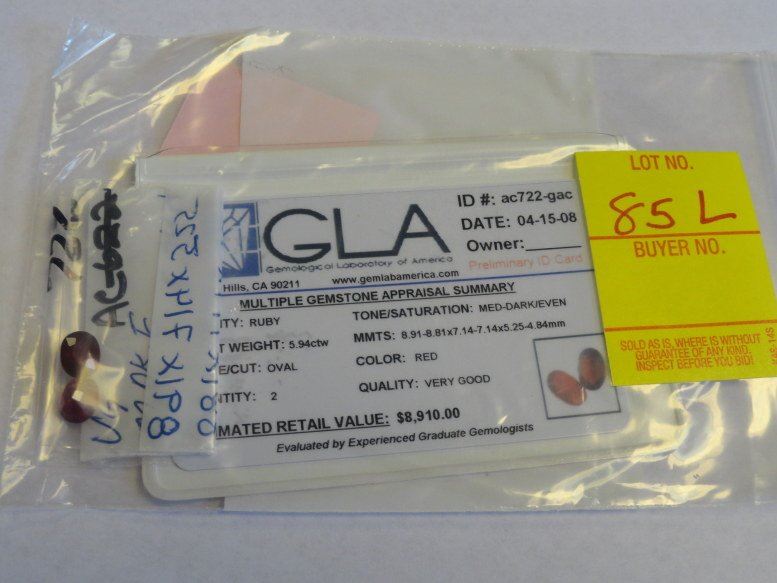 GLA
Gemological Laboratory of America
Hills, CA 90211
www.gemlabamerica.com
ID #: ac722-gac
DATE: 04-15-08
Owner:
Preliminary ID Card
MULTIPLE GEMSTONE APPRAISAL SUMMARY
ITY: RUBY
TONE/SATURATION: MED-DARK/EVEN
T WEIGHT: 5.94ctw
MMTS: 8.91-8.81x7.14-7.14x5.25-4.84mm
E/CUT: OVAL
COLOR: RED
NTITY: 2
QUALITY: VERY GOOD
MATED RETAIL VALUE: $8,910.00
Evaluated by Experienced Graduate Gemologists
LOT NO.
85 L
BUYER NO.
SOLD AS IS, WHERE IS WITHOUT
GUARANTEE OF ANY KIND.
INSPECT BEFORE YOU BID!
722